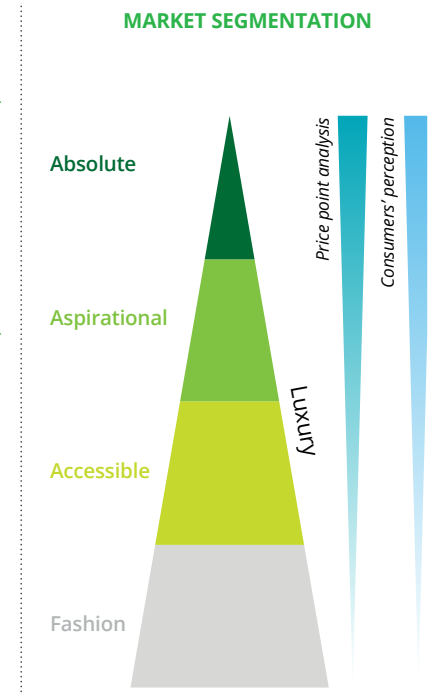 MARKET SEGMENTATION
Absolute
Aspirational
Accessible
Fashion
Luxury
Price point analysis
Consumers’ perception